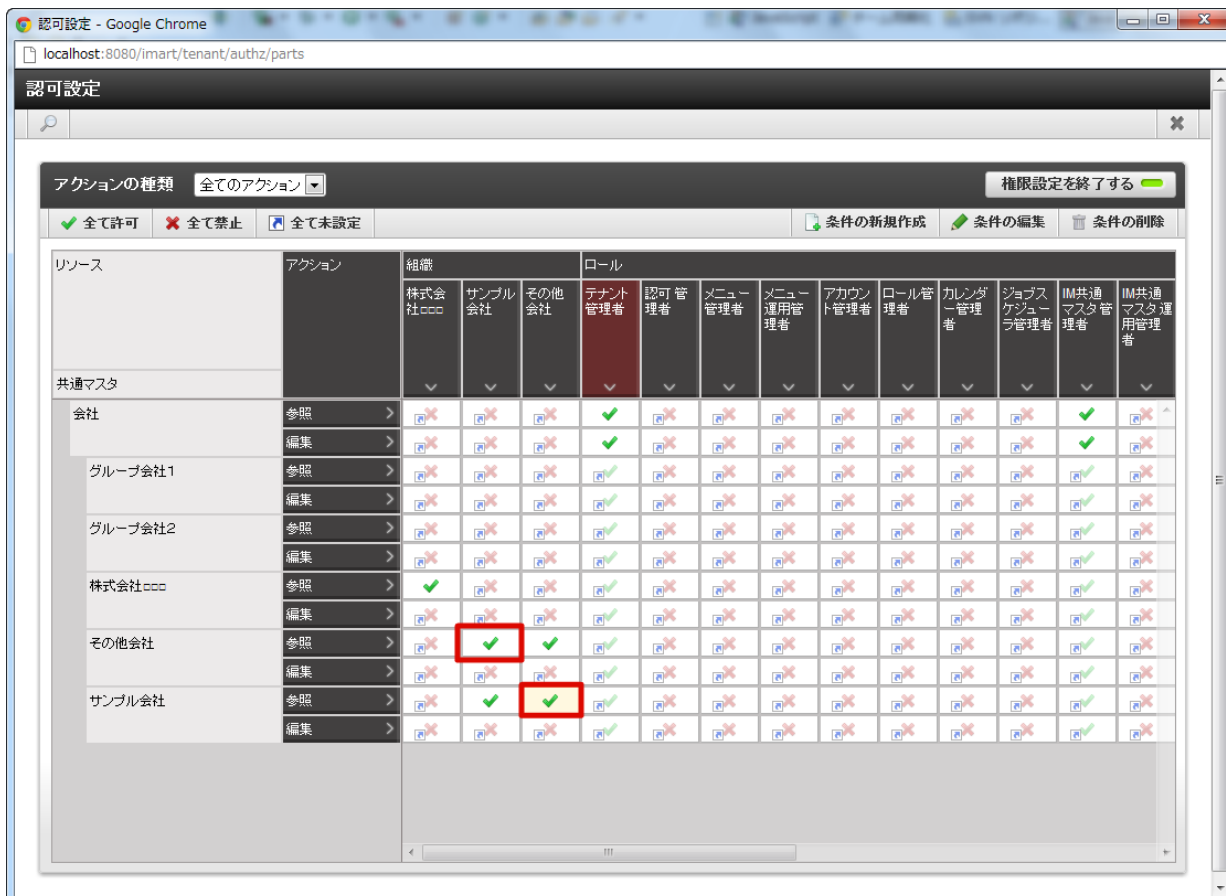 認可設定 - Google Chrome
localhost:8080/imart/tenant/authz/parts
認可設定
アクションの種類 全てのアクション 権限設定を終了する
全て許可 全て禁止 全て未設定 条件の新規作成 条件の編集 条件の削除
リソース アクション 組織 ロール
株式会社□□□ サンプル会社 その他会社 テナント管理者 認可管理者 メニュー管理者 メニュー運用管理者 アカウント管理者 ロール管理者 カレンダー管理者 ジョブスケジューラ管理者 IM共通マスタ管理者 IM共通マスタ運用管理者
共通マスタ
会社 参照
編集
グループ会社1 参照
編集
グループ会社2 参照
編集
株式会社□□□ 参照
編集
その他会社 参照
編集
サンプル会社 参照
編集